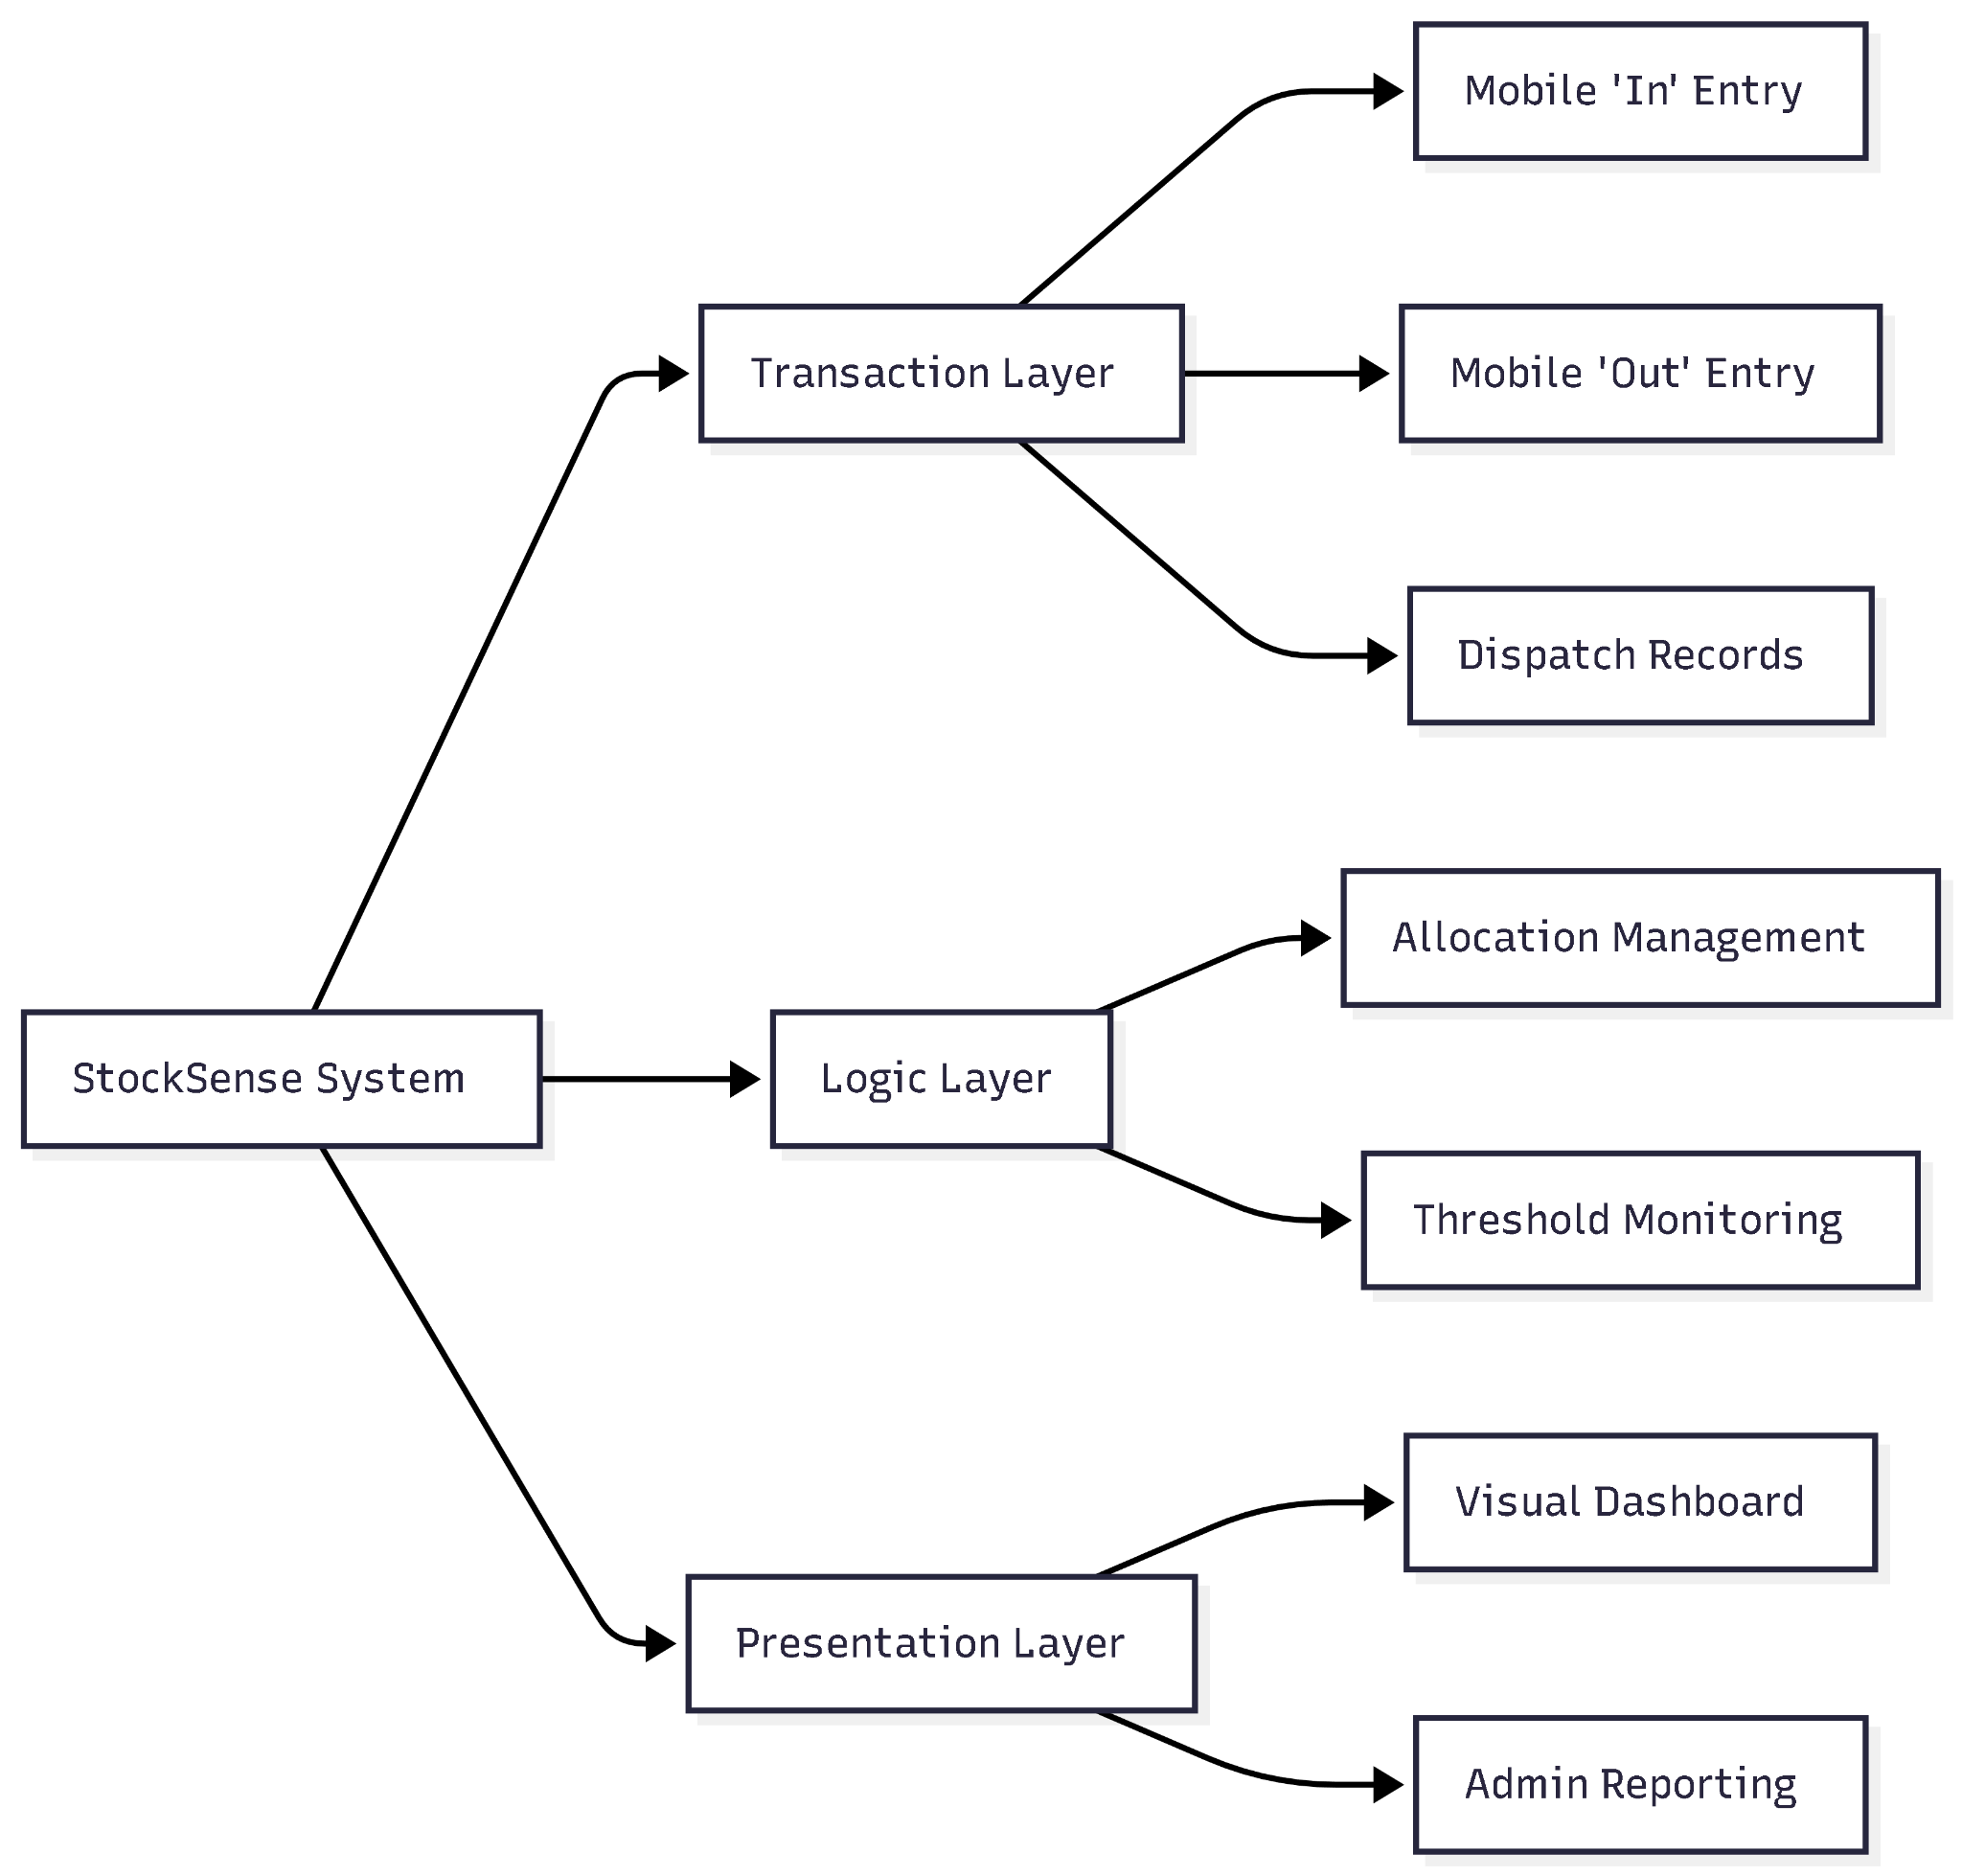 Mobile 'In' Entry
Transaction Layer
Mobile 'Out' Entry
Dispatch Records
Allocation Management
StockSense System
Logic Layer
Threshold Monitoring
Visual Dashboard
Presentation Layer
Admin Reporting